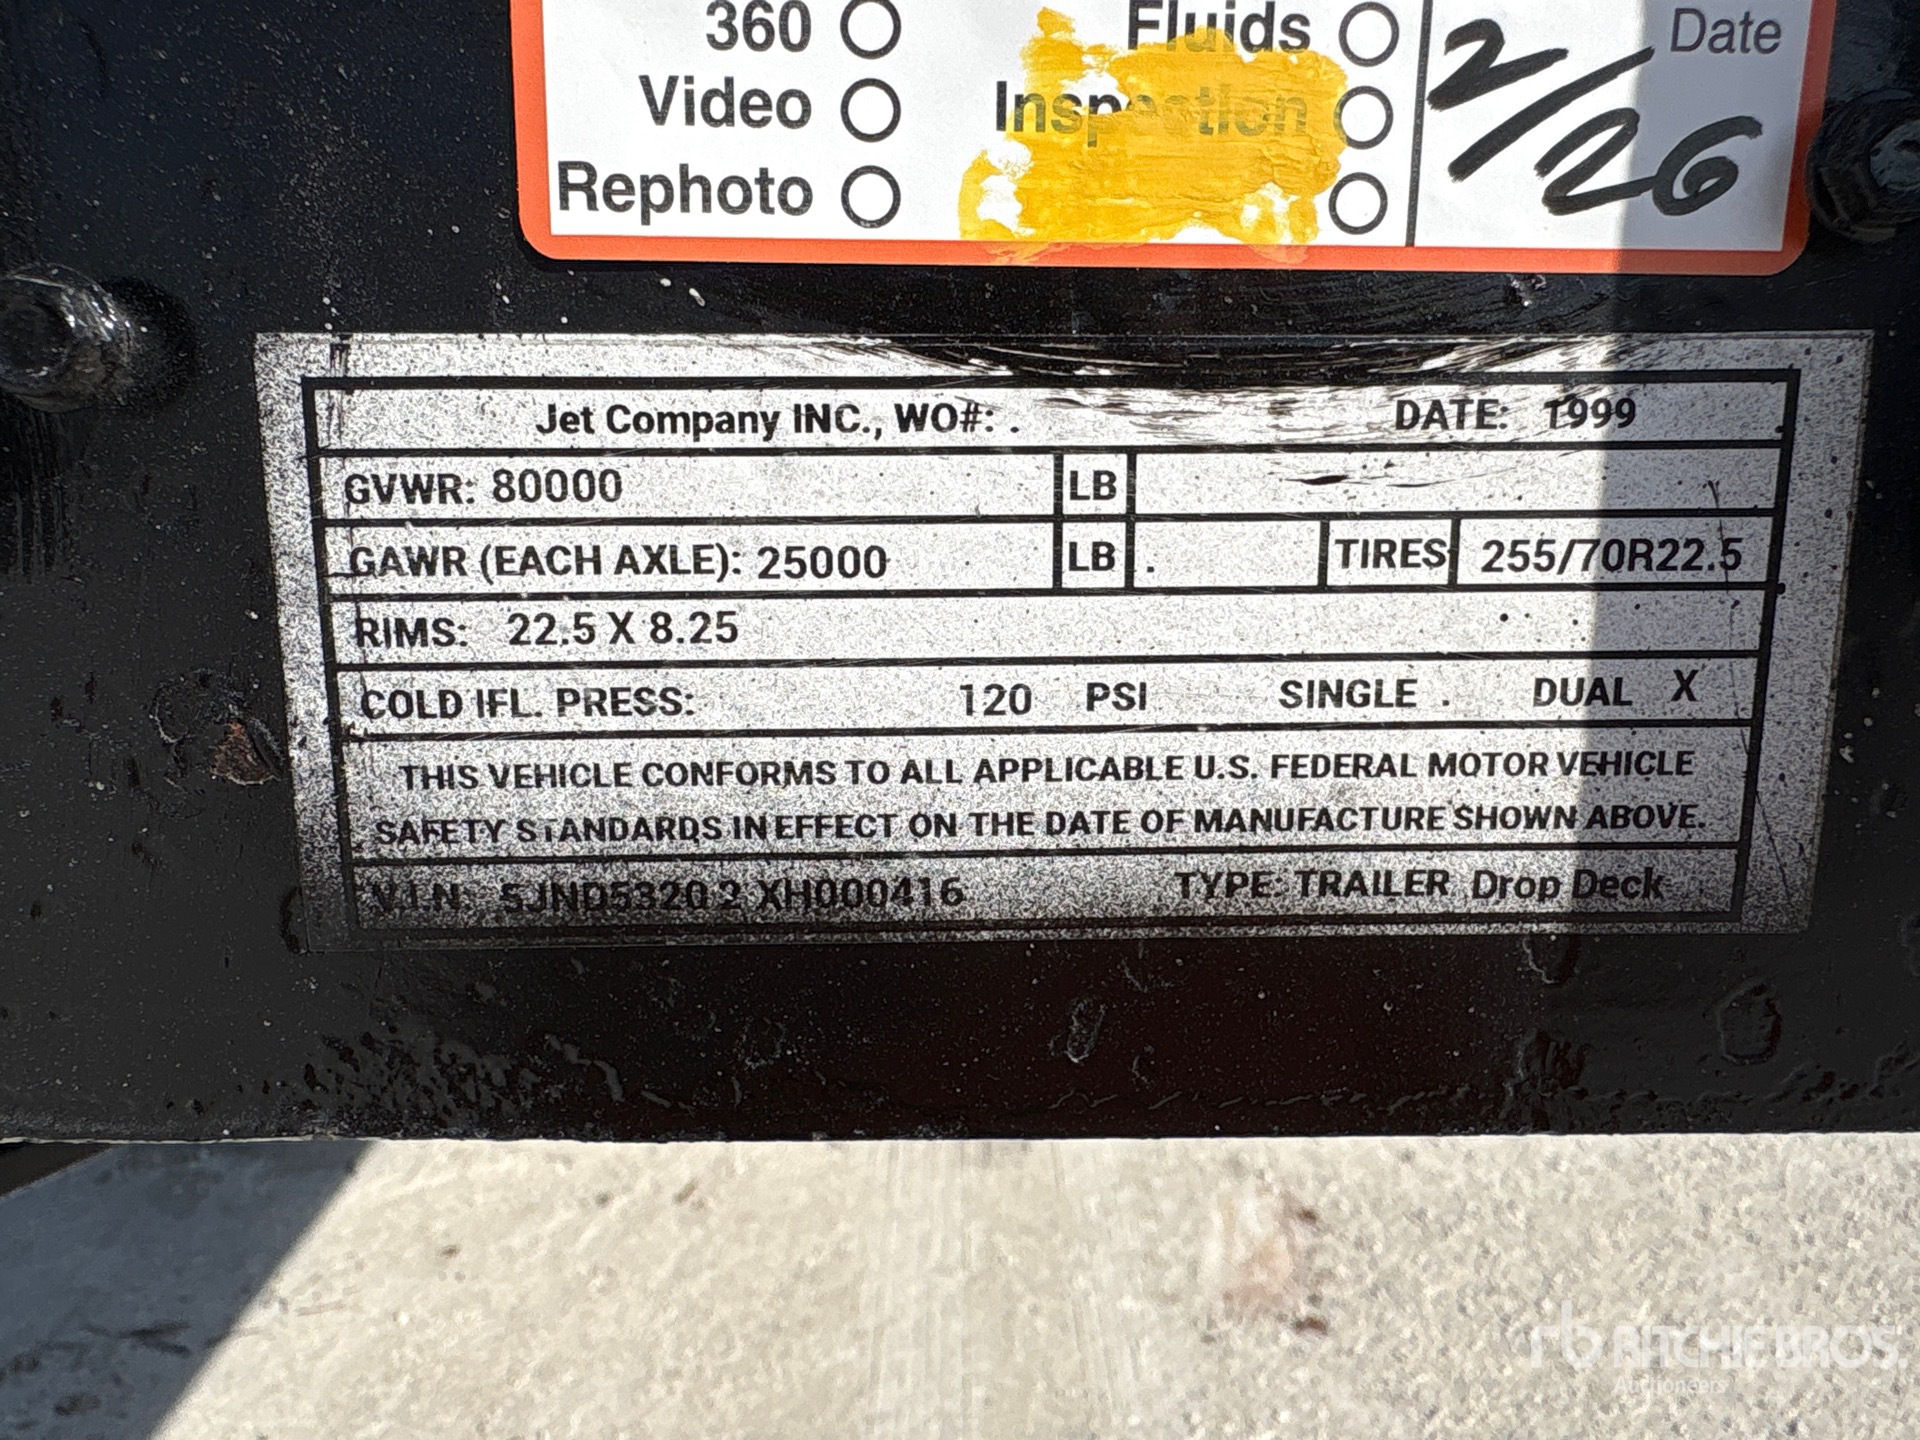 360
Fluids
Date
Video
Inspection
2/26
Rephoto
Jet Company INC., WO#: . DATE: 1999
GVWR: 80000 LB
GAWR (EACH AXLE): 25000 LB . TIRES 255/70R22.5
RIMS: 22.5 X 8.25
COLD IFL. PRESS: 120 PSI SINGLE . DUAL X
THIS VEHICLE CONFORMS TO ALL APPLICABLE U.S. FEDERAL MOTOR VEHICLE
SAFETY STANDARDS IN EFFECT ON THE DATE OF MANUFACTURE SHOWN ABOVE.
V.I.N: 5JND5320 2 XH000416 TYPE: TRAILER Drop Deck
rb RITCHIE BROS.
Auctioneers